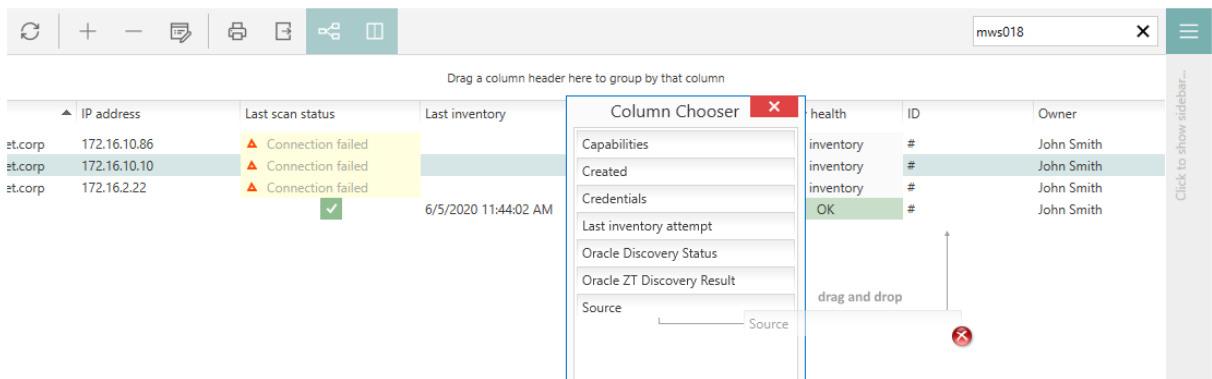 mws018
Drag a column header here to group by that column
IP address Last scan status Last inventory Column Chooser health ID Owner
et.corp 172.16.10.86 Connection failed Capabilities inventory # John Smith
et.corp 172.16.10.10 Connection failed Created inventory # John Smith
et.corp 172.16.2.22 Connection failed Credentials inventory # John Smith
6/5/2020 11:44:02 AM OK # John Smith
Last inventory attempt
Oracle Discovery Status
Oracle ZT Discovery Result
Source
drag and drop
Source
Click to show sidebar...